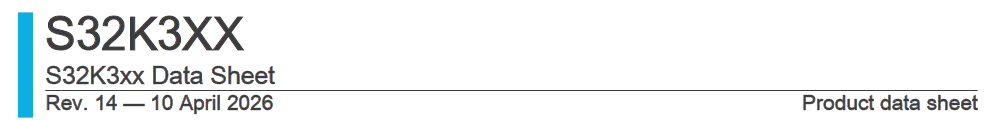 S32K3XX
S32K3xx Data Sheet
Rev. 14 — 10 April 2026 Product data sheet